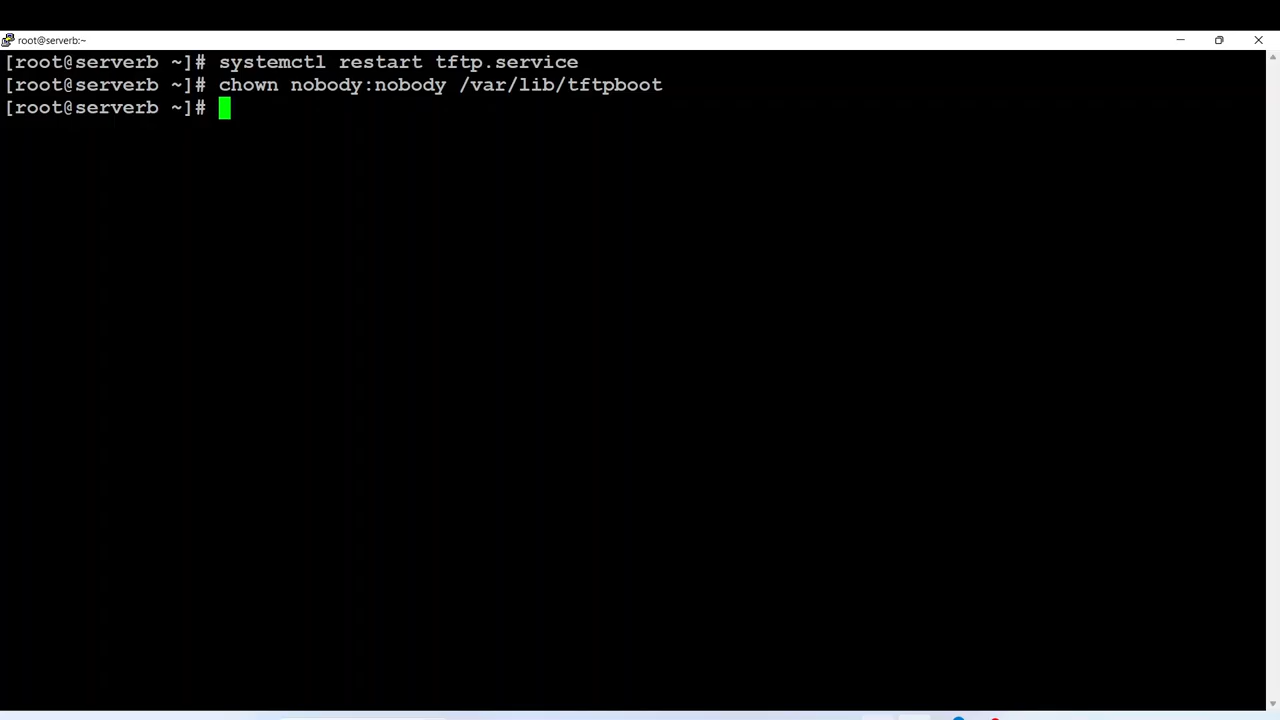 root@serverb:~
[root@serverb ~]# systemctl restart tftp.service
[root@serverb ~]# chown nobody:nobody /var/lib/tftpboot
[root@serverb ~]#